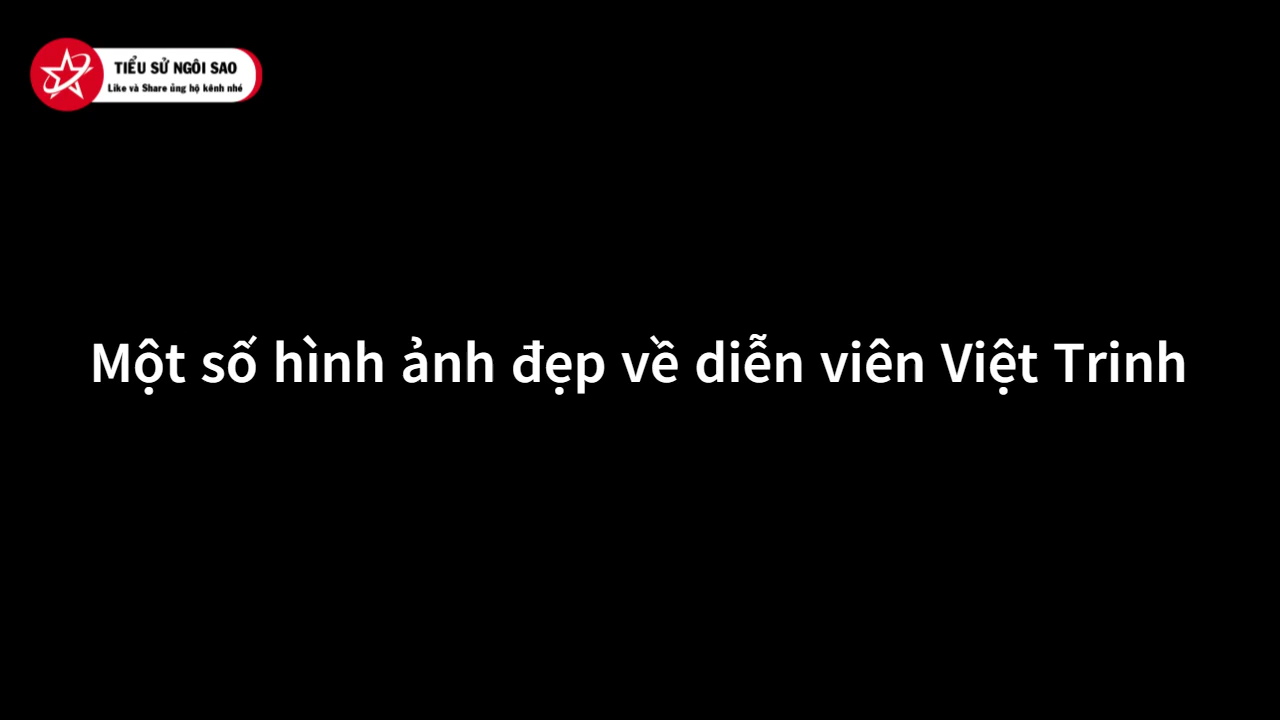 TIỂU SỬ NGÔI SAO
Like và Share ủng hộ kênh nhé
Một số hình ảnh đẹp về diễn viên Việt Trinh